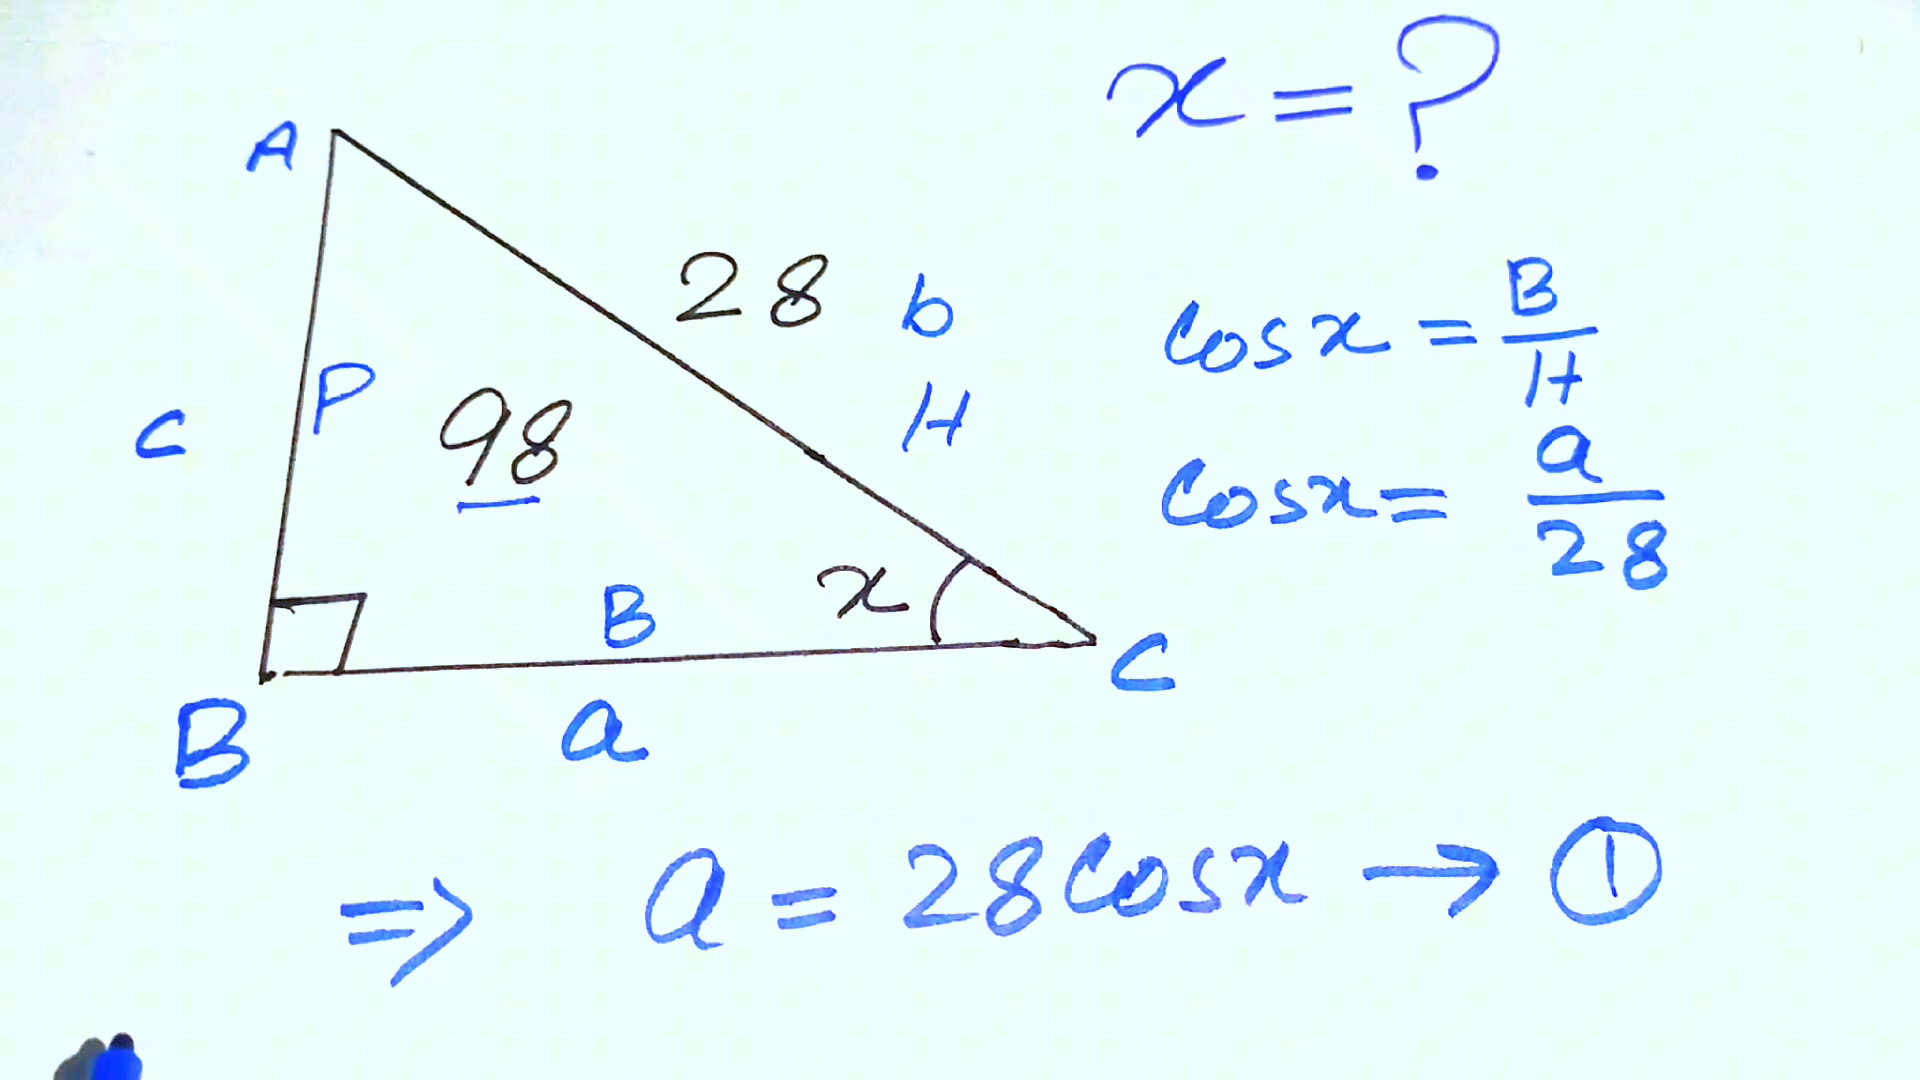 x = ?
A
28
b
cos x = B/H
P
98
H
c
cos x = a/28
x
B
C
B
a
⇒ a = 28 cos x → ①